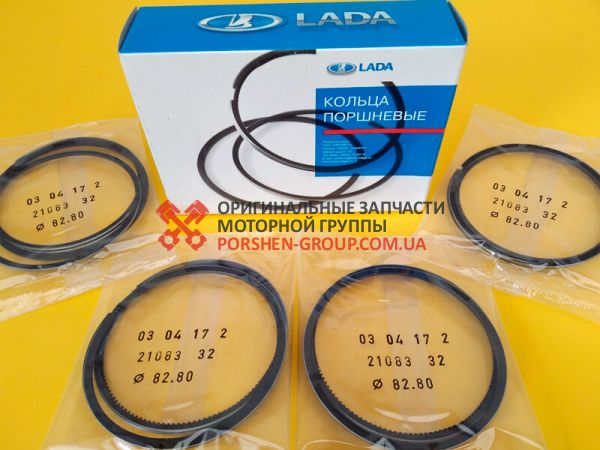 LADA
LADA
КОЛЬЦА
ПОРШНЕВЫЕ
ОРИГИНАЛЬНЫЕ ЗАПЧАСТИ
МОТОРНОЙ ГРУППЫ
PORSHEN-GROUP.COM.UA
03 04 17 2
21083 32
Ø 82.80
03 04 17 2
21083 32
Ø 82.80
03 04 17 2
21083 32
Ø 82.80
03 04 17 2
21083 32
Ø 82.80